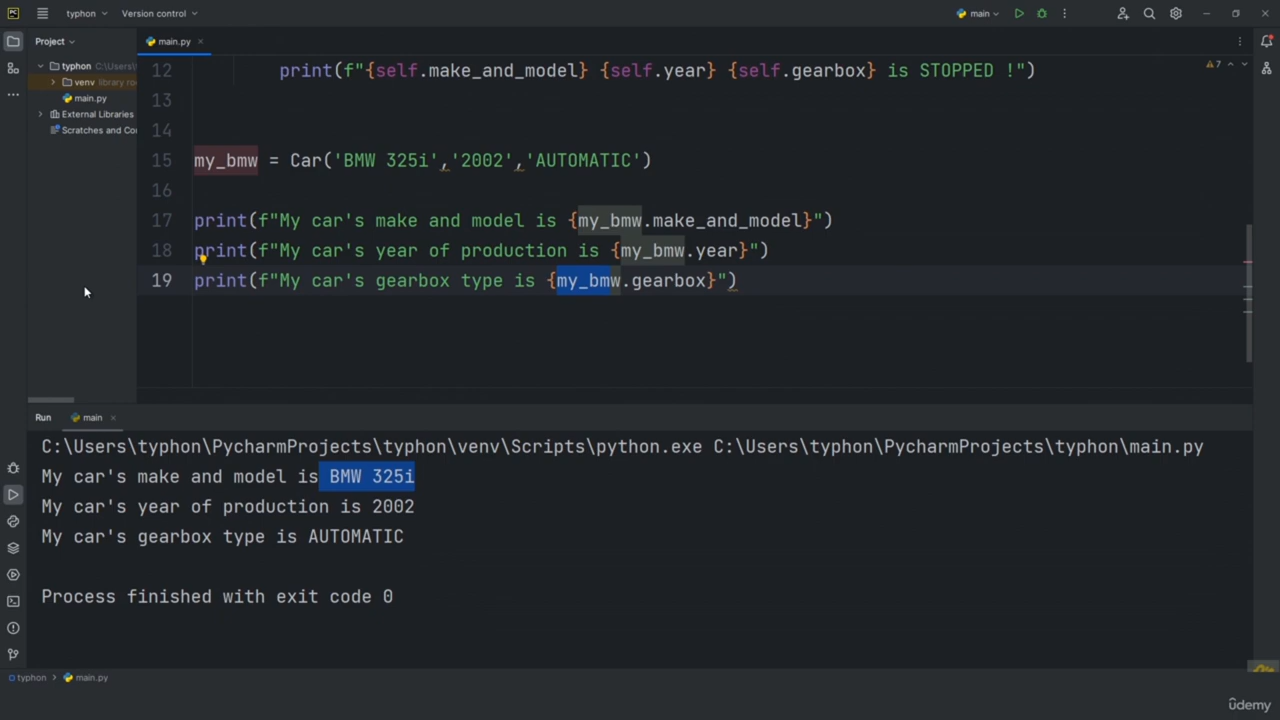 typhon
Version control
main
Project
main.py
typhon C:\Users\
venv library ro
main.py
External Libraries
Scratches and Co
7
12 print(f"{self.make_and_model} {self.year} {self.gearbox} is STOPPED !")
13
14
15 my_bmw = Car('BMW 325i','2002','AUTOMATIC')
16
17 print(f"My car's make and model is {my_bmw.make_and_model}")
18 print(f"My car's year of production is {my_bmw.year}")
19 print(f"My car's gearbox type is {my_bmw.gearbox}")
Run
main
C:\Users\typhon\PycharmProjects\typhon\venv\Scripts\python.exe C:\Users\typhon\PycharmProjects\typhon\main.py
My car's make and model is BMW 325i
My car's year of production is 2002
My car's gearbox type is AUTOMATIC
Process finished with exit code 0
typhon > main.py
ûdemy